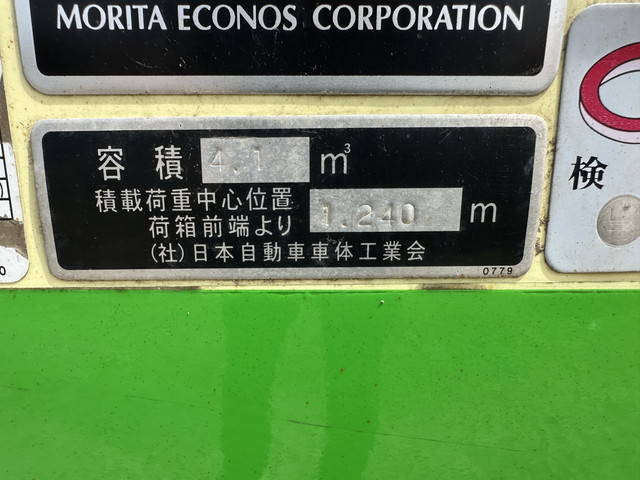 MORITA ECONOS CORPORATION
容積 4.1 m³
積載荷重中心位置
荷箱前端より 1.240 m
(社)日本自動車車体工業会
0779
検